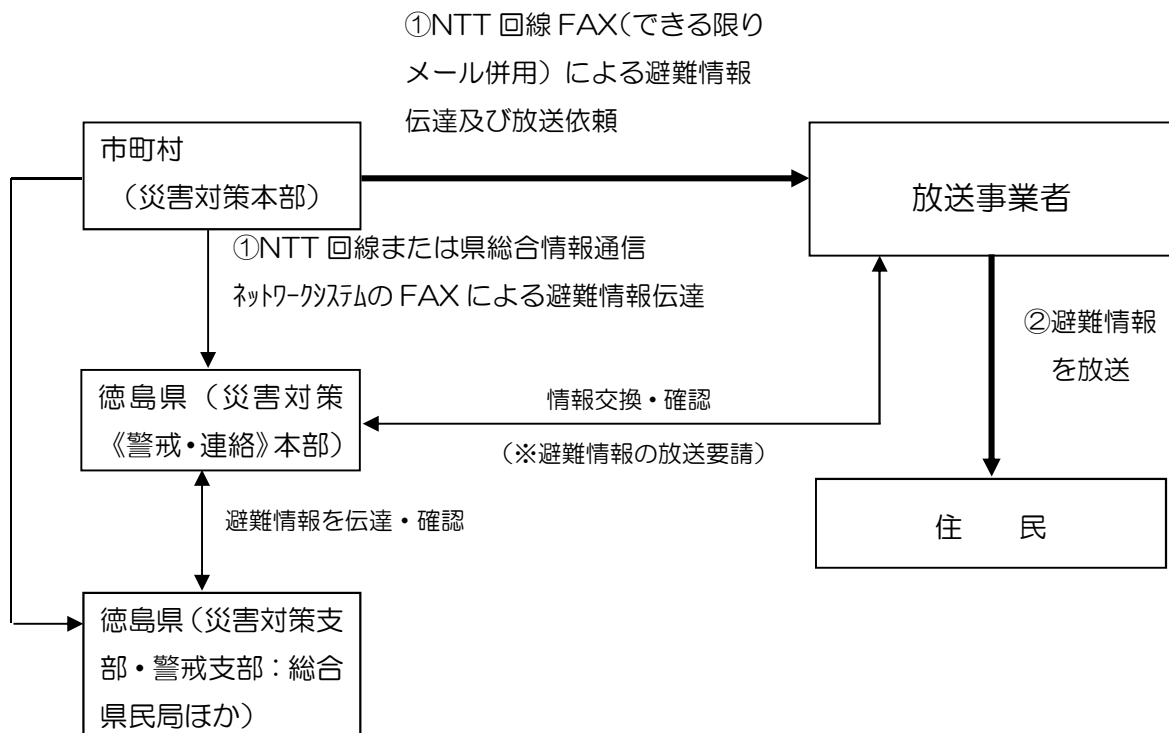 ①NTT 回線 FAX(できる限り
メール併用）による避難情報
伝達及び放送依頼
市町村
（災害対策本部）
放送事業者
①NTT 回線または県総合情報通信
ﾈｯﾄﾜｰｸｼｽﾃﾑの FAX による避難情報伝達
②避難情報
を放送
徳島県（災害対策
《警戒・連絡》本部）
情報交換・確認
（※避難情報の放送要請）
避難情報を伝達・確認
住　　民
徳島県（災害対策支
部・警戒支部：総合
県民局ほか）